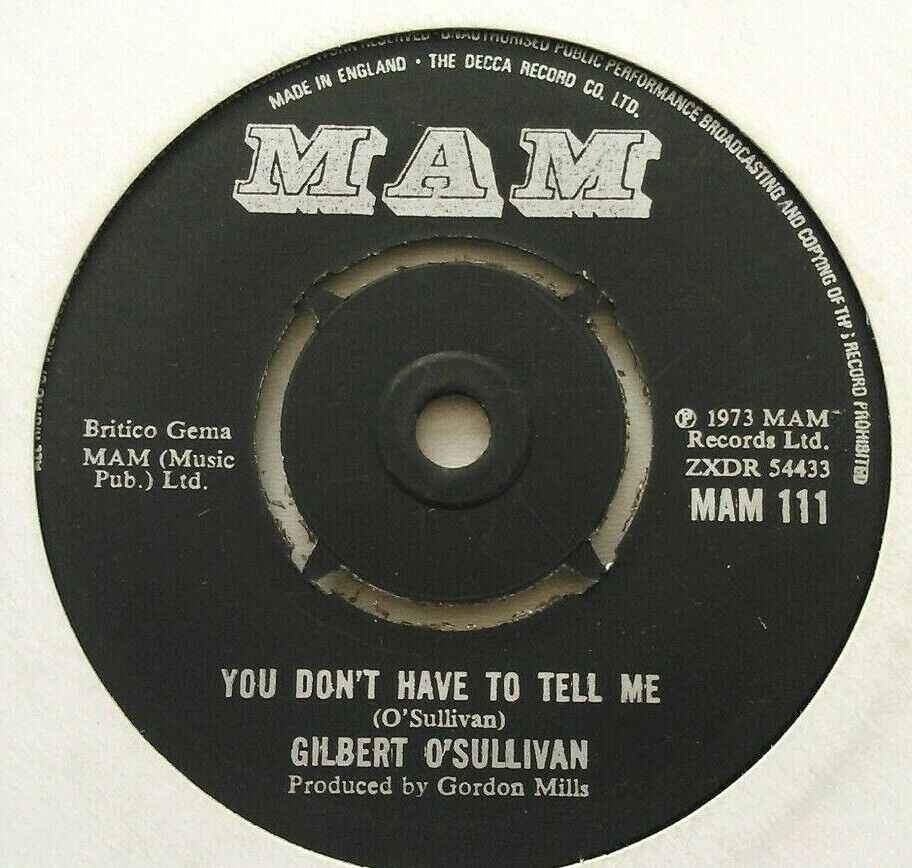 MADE IN ENGLAND · THE DECCA RECORD CO. LTD.
UNAUTHORISED PUBLIC PERFORMANCE BROADCASTING AND COPYING OF THIS RECORD PROHIBITED
MAM
Britico Gema
MAM (Music
Pub.) Ltd.
℗ 1973 MAM
Records Ltd.
ZXDR 54433
MAM 111
YOU DON'T HAVE TO TELL ME
(O'Sullivan)
GILBERT O'SULLIVAN
Produced by Gordon Mills